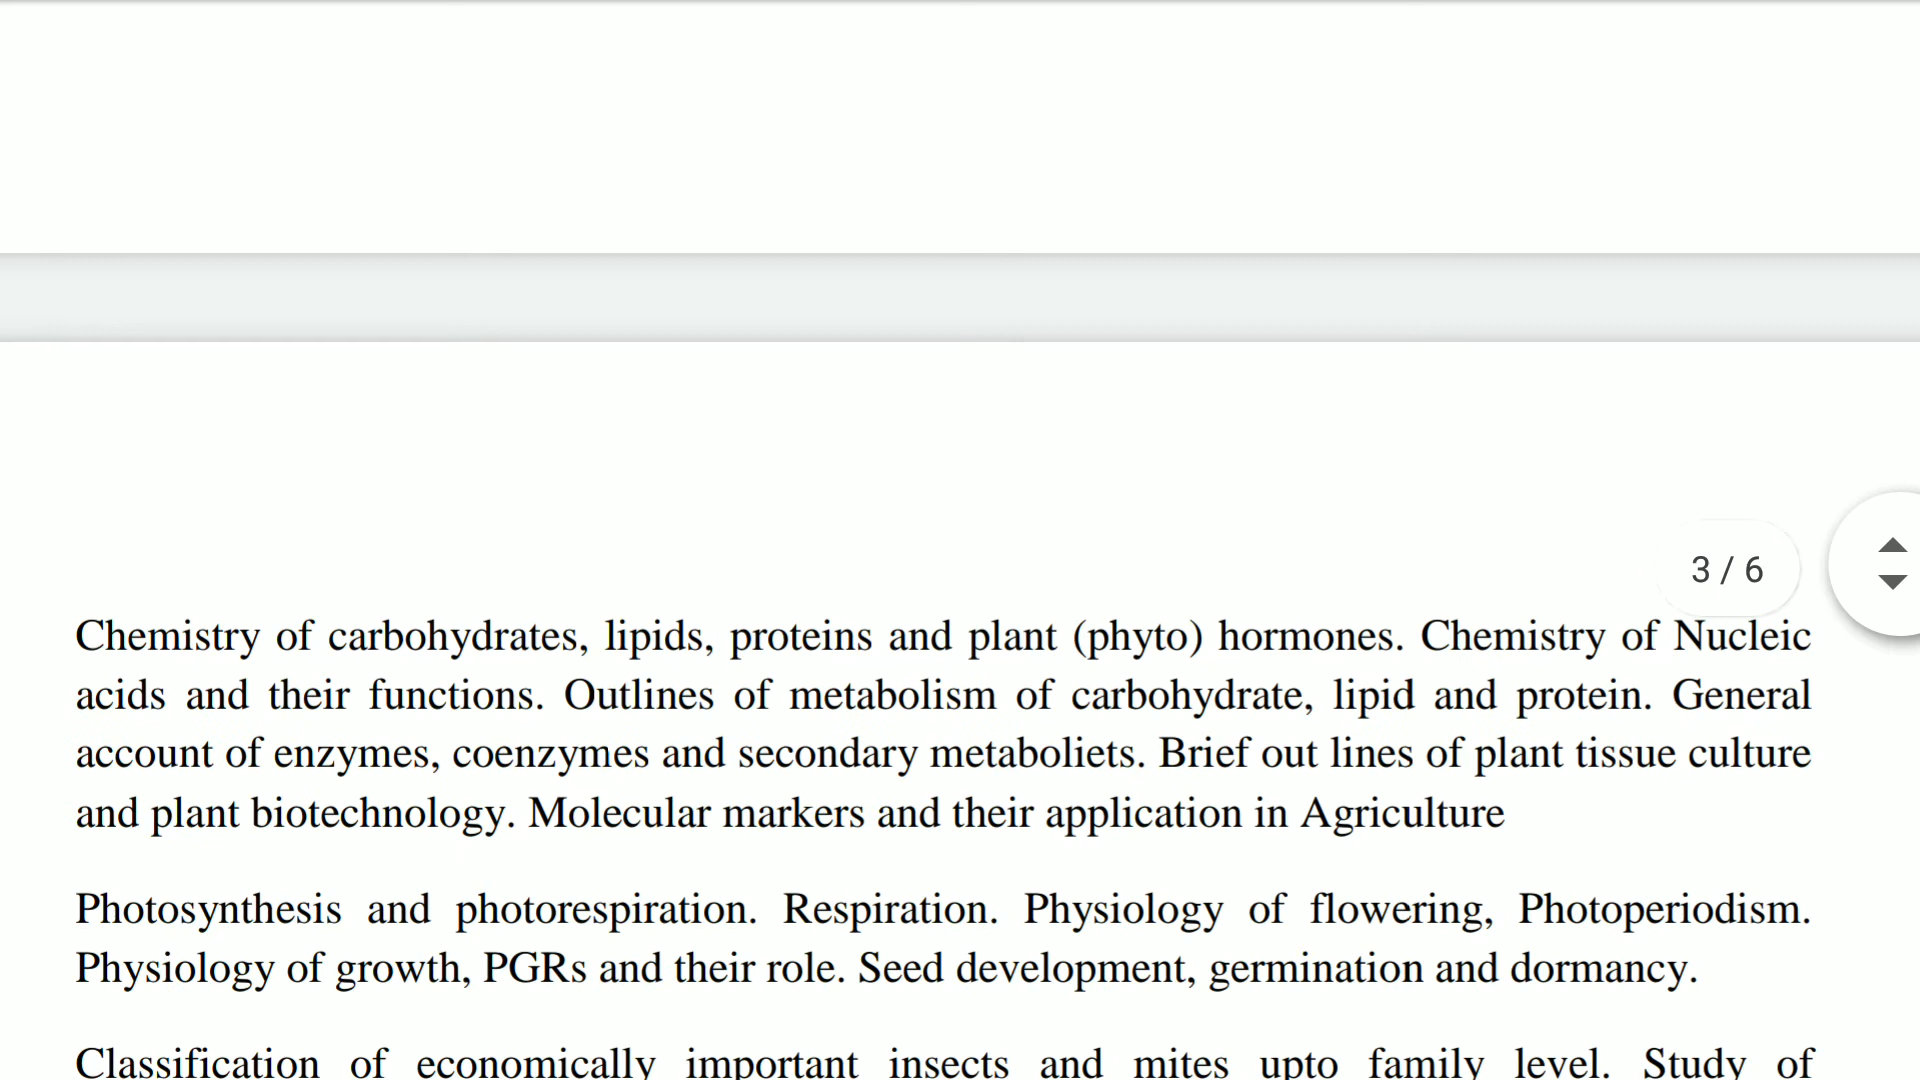 3 / 6
Chemistry of carbohydrates, lipids, proteins and plant (phyto) hormones. Chemistry of Nucleic
acids and their functions. Outlines of metabolism of carbohydrate, lipid and protein. General
account of enzymes, coenzymes and secondary metaboliets. Brief out lines of plant tissue culture
and plant biotechnology. Molecular markers and their application in Agriculture
Photosynthesis and photorespiration. Respiration. Physiology of flowering, Photoperiodism.
Physiology of growth, PGRs and their role. Seed development, germination and dormancy.
Classification of economically important insects and mites upto family level. Study of